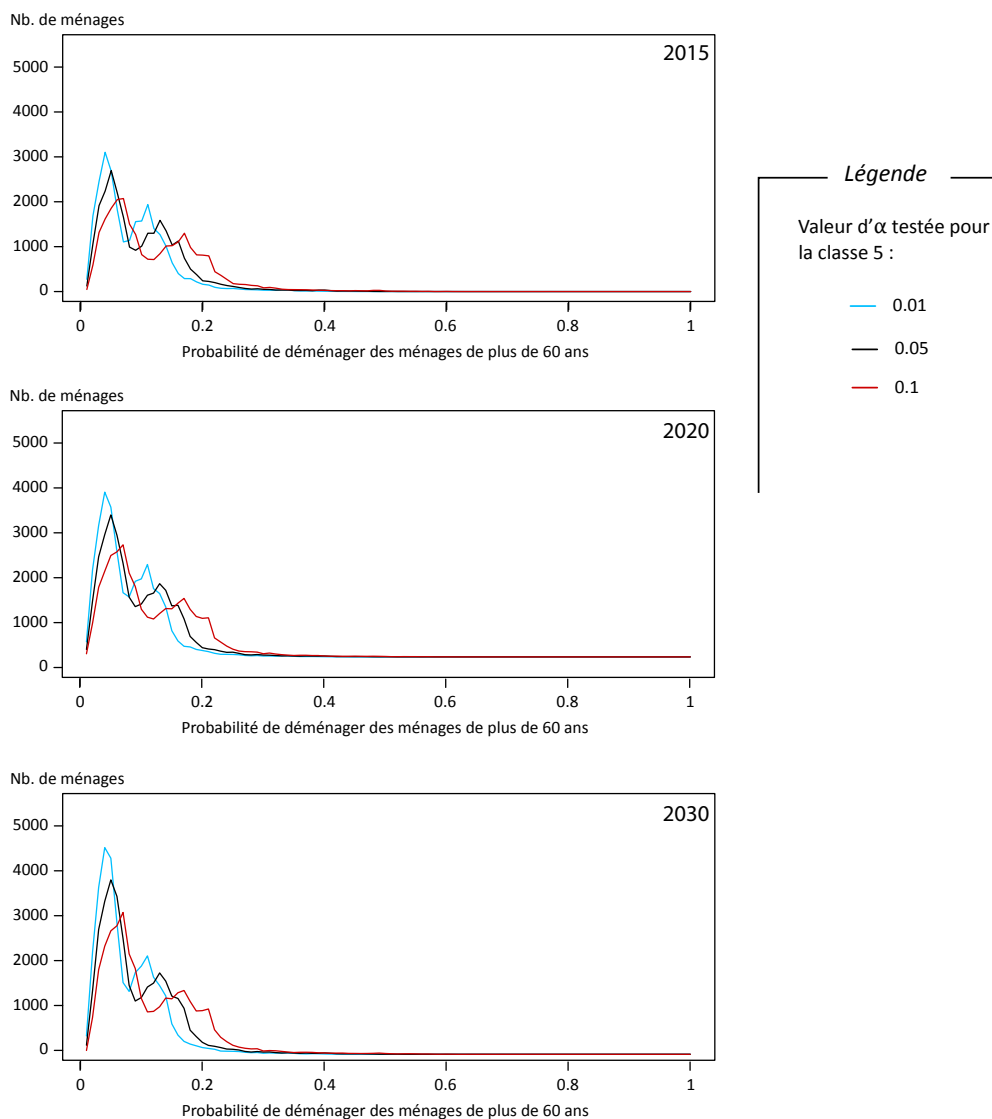 Nb. de ménages
2015
5000
4000
3000
2000
1000
0
0 0.2 0.4 0.6 0.8 1
Probabilité de déménager des ménages de plus de 60 ans
Légende
Valeur d'α testée pour
la classe 5 :
0.01
0.05
0.1
Nb. de ménages
2020
5000
4000
3000
2000
1000
0
0 0.2 0.4 0.6 0.8 1
Probabilité de déménager des ménages de plus de 60 ans
Nb. de ménages
2030
5000
4000
3000
2000
1000
0
0 0.2 0.4 0.6 0.8 1
Probabilité de déménager des ménages de plus de 60 ans